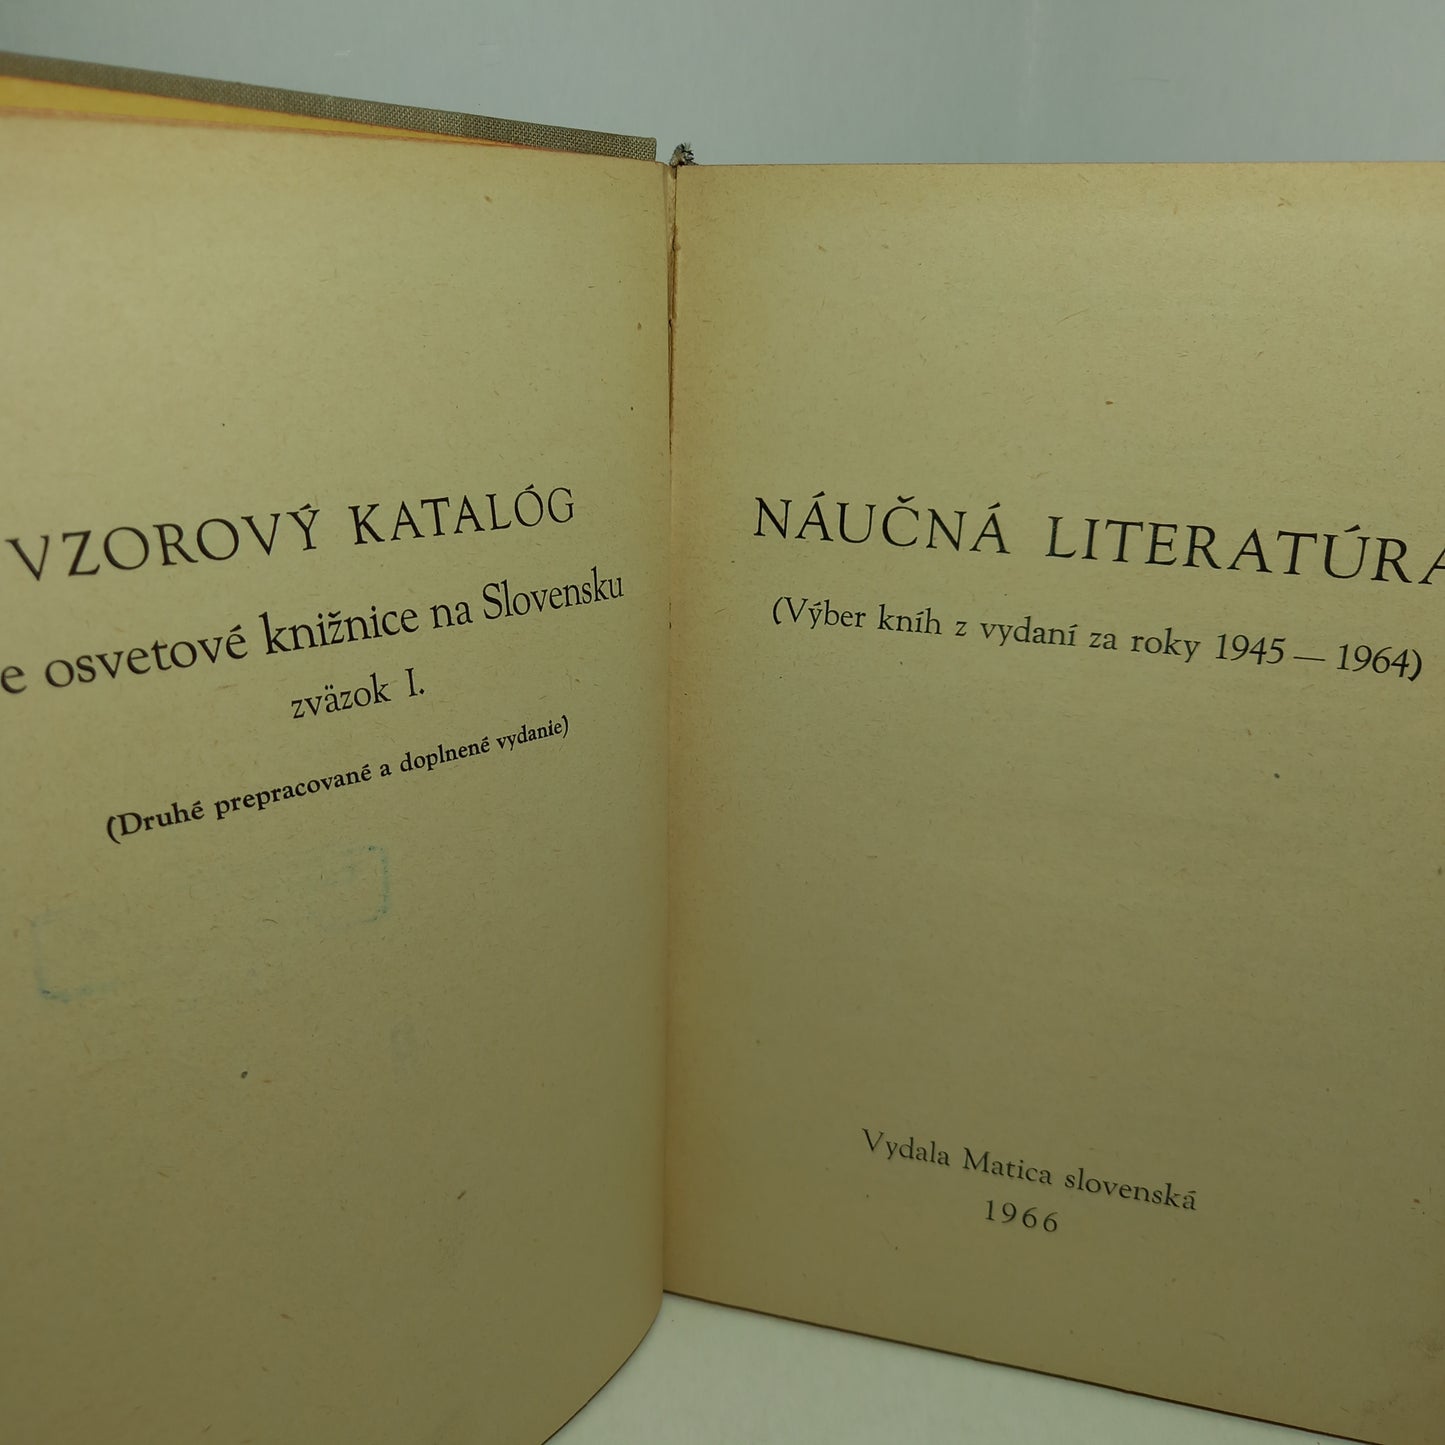 VZOROVÝ KATALÓG
e osvetové knižnice na Slovensku
zväzok I.
(Druhé prepracované a doplnené vydanie)
NÁUČNÁ LITERATÚRA
(Výber kníh z vydaní za roky 1945 — 1964)
Vydala Matica slovenská
1966